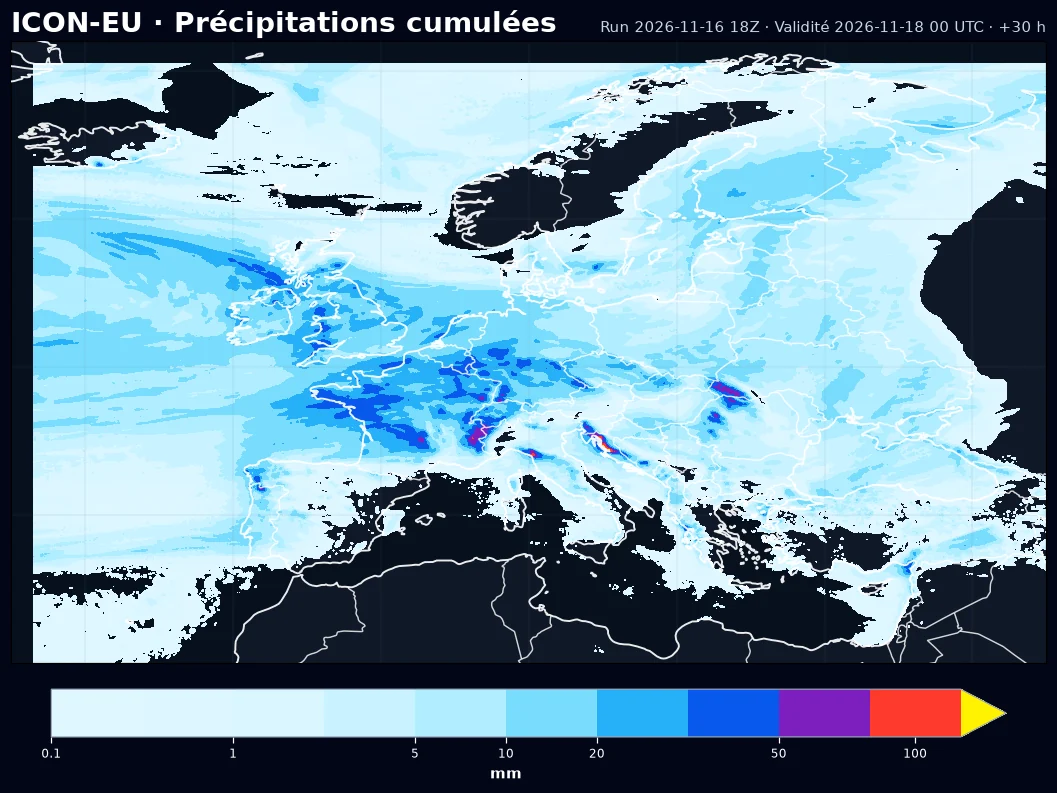 ICON-EU · Précipitations cumulées
Run 2026-11-16 18Z · Validité 2026-11-18 00 UTC · +30 h
0.1 1 5 10 20 50 100
mm